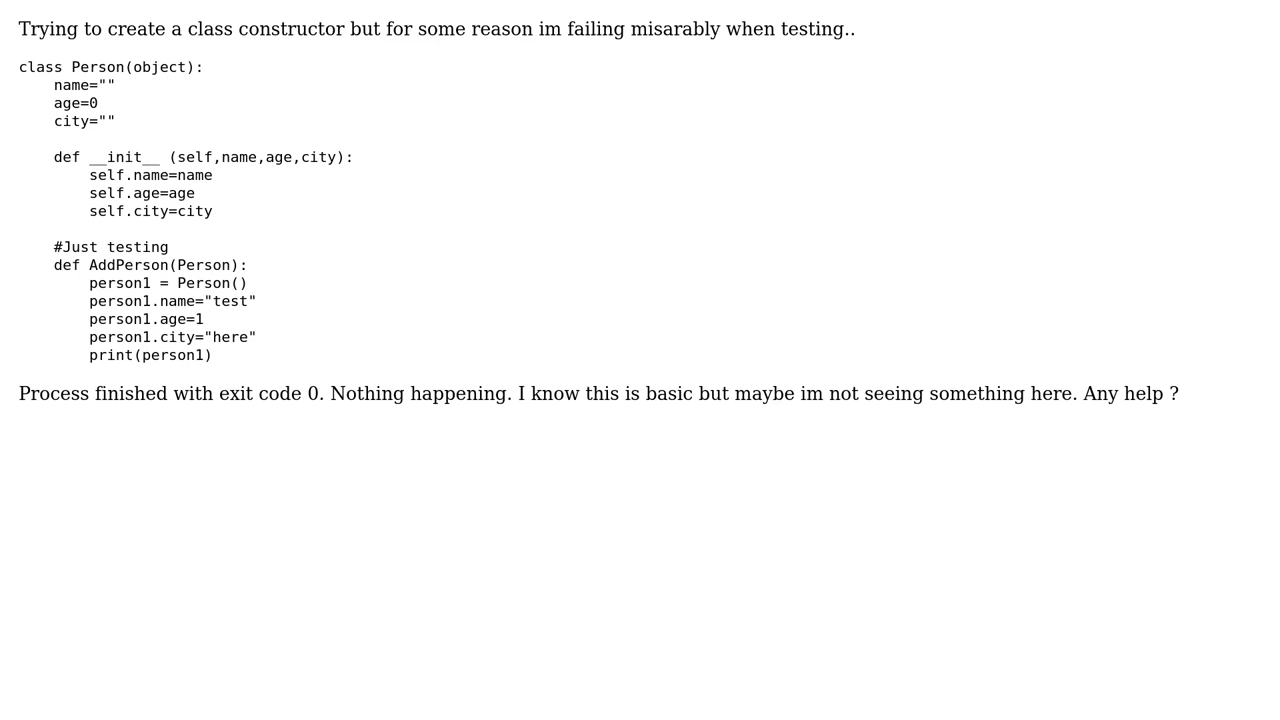 Trying to create a class constructor but for some reason im failing misarably when testing..
class Person(object):
    name=""
    age=0
    city=""

    def __init__ (self,name,age,city):
        self.name=name
        self.age=age
        self.city=city

    #Just testing
    def AddPerson(Person):
        person1 = Person()
        person1.name="test"
        person1.age=1
        person1.city="here"
        print(person1)
Process finished with exit code 0. Nothing happening. I know this is basic but maybe im not seeing something here. Any help ?